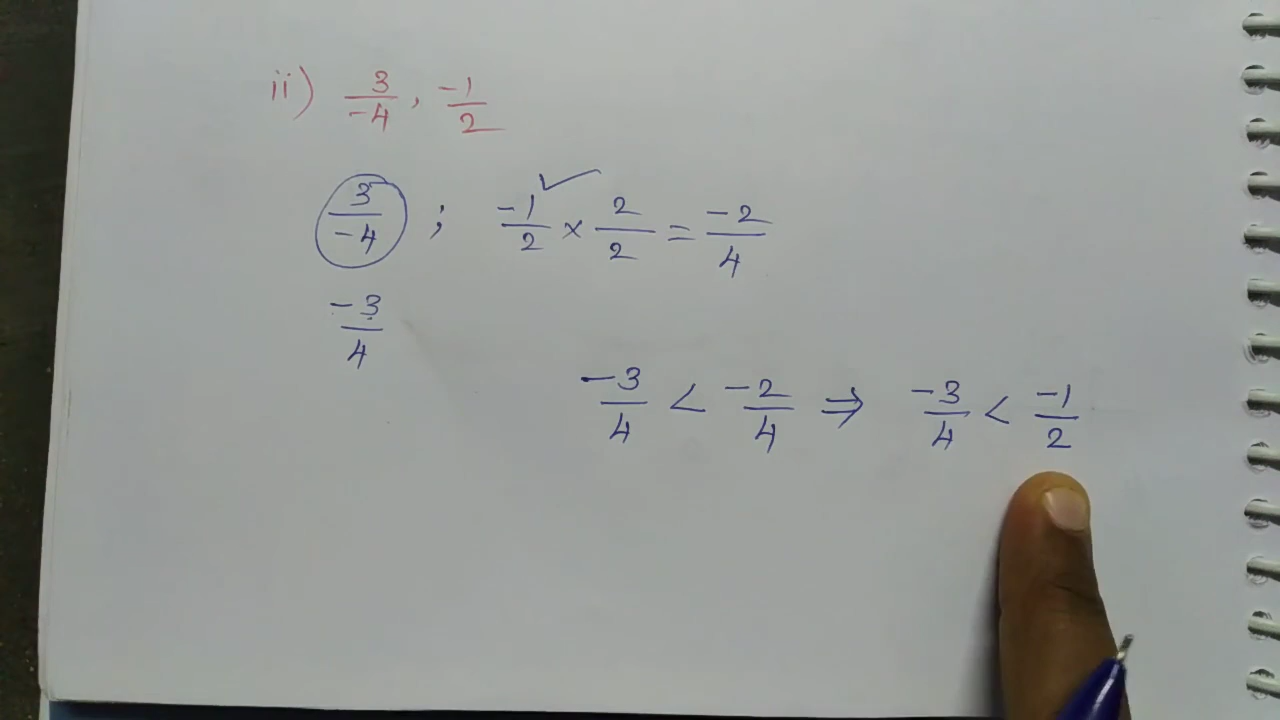 ii) 3/-4, -1/2
3/-4 ; -1/2 × 2/2 = -2/4
-3/4
-3/4 < -2/4 ⇒ -3/4 < -1/2